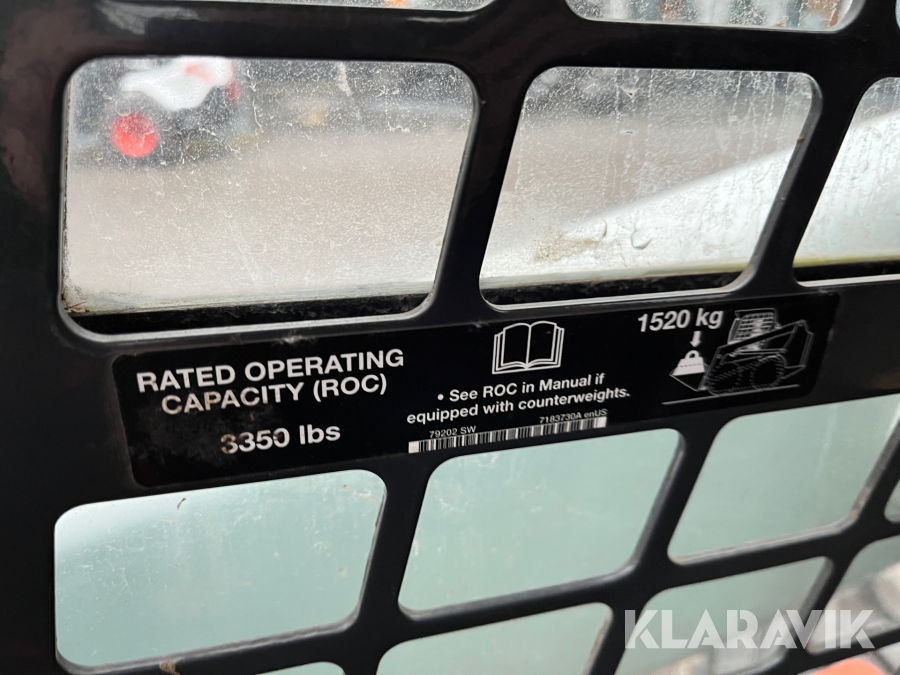 RATED OPERATING
CAPACITY (ROC)
3350 lbs
• See ROC in Manual if
equipped with counterweights.
79202 SW 7183730A enUS
1520 kg
KLARAVIK